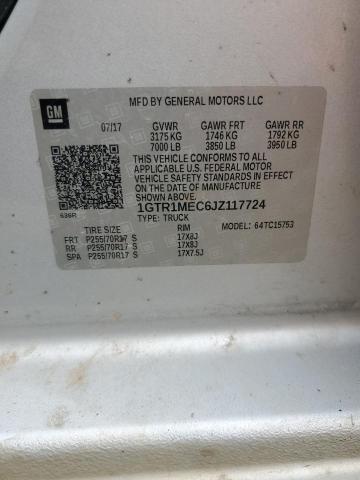 GM
MFD BY GENERAL MOTORS LLC
07/17 GVWR GAWR FRT GAWR RR
3175 KG 1746 KG 1792 KG
7000 LB 3850 LB 3950 LB
THIS VEHICLE CONFORMS TO ALL
APPLICABLE U.S. FEDERAL MOTOR
VEHICLE SAFETY STANDARDS IN
EFFECT ON THE DATE OF MANUFACTURE
SHOWN ABOVE.
1GTR1MEC6JZ117724
TYPE: TRUCK MODEL: 64TC15753
636R
TIRE SIZE RIM
FRT P255/70R17 S 17X8J
RR P255/70R17 S 17X8J
SPA P255/70R17 S 17X7.5J